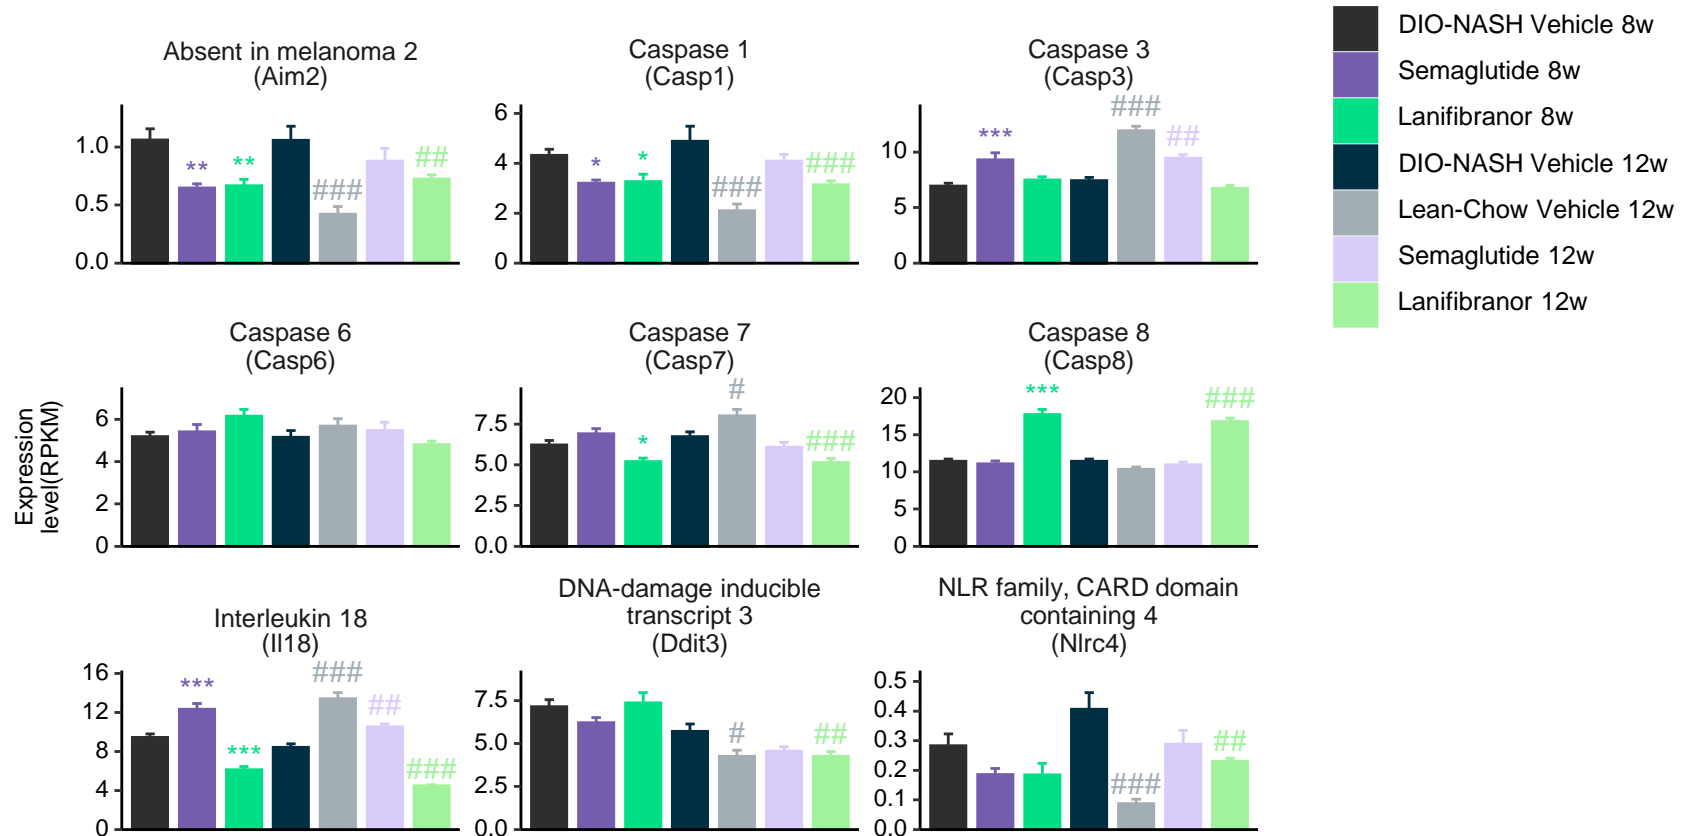 DIO-NASH Vehicle 8w
Semaglutide 8w
Lanifibranor 8w
DIO-NASH Vehicle 12w
Lean-Chow Vehicle 12w
Semaglutide 12w
Lanifibranor 12w
Absent in melanoma 2
(Aim2)
1.0
0.5
0.0
**
**
###
##
Caspase 1
(Casp1)
6
4
2
0
*
*
###
###
Caspase 3
(Casp3)
10
5
0
***
###
##
Expression
level(RPKM)
Caspase 6
(Casp6)
6
4
2
0
Caspase 7
(Casp7)
7.5
5.0
2.5
0.0
*
#
###
Caspase 8
(Casp8)
20
15
10
5
0
***
###
Interleukin 18
(Il18)
16
12
8
4
0
***
***
###
##
###
DNA-damage inducible
transcript 3
(Ddit3)
7.5
5.0
2.5
0.0
#
##
NLR family, CARD domain
containing 4
(Nlrc4)
0.5
0.4
0.3
0.2
0.1
0.0
###
##